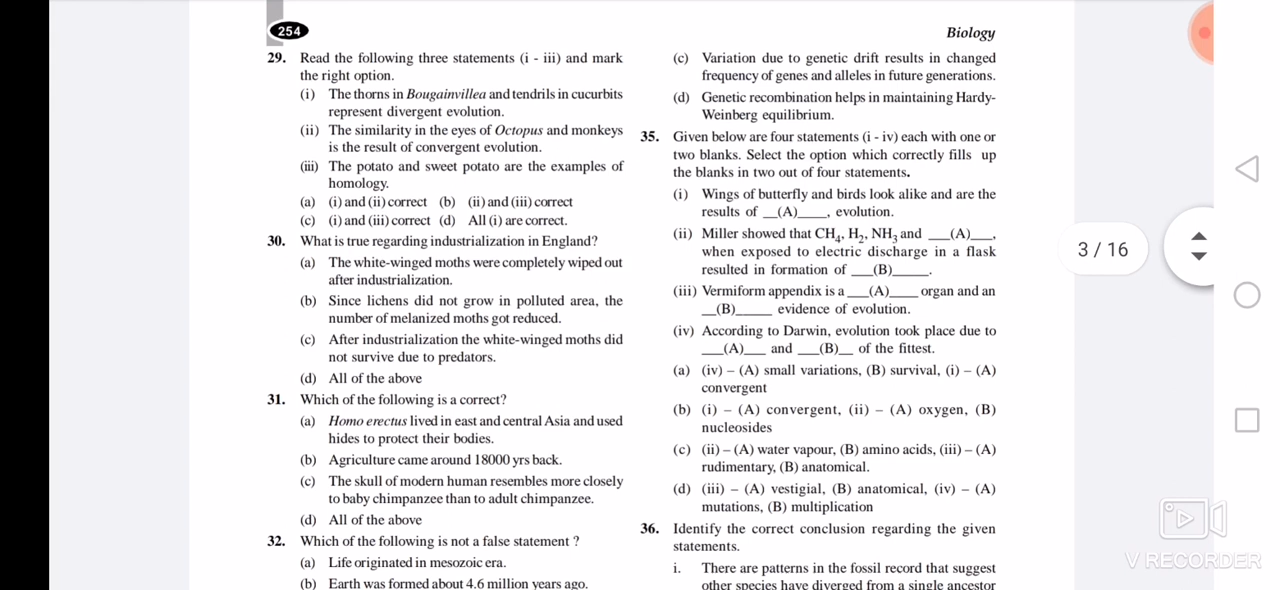 254
Biology
29. Read the following three statements (i - iii) and mark
the right option.
(i) The thorns in Bougainvillea and tendrils in cucurbits
represent divergent evolution.
(ii) The similarity in the eyes of Octopus and monkeys
is the result of convergent evolution.
(iii) The potato and sweet potato are the examples of
homology.
(a) (i) and (ii) correct (b) (ii) and (iii) correct
(c) (i) and (iii) correct (d) All (i) are correct.
30. What is true regarding industrialization in England?
(a) The white-winged moths were completely wiped out
after industrialization.
(b) Since lichens did not grow in polluted area, the
number of melanized moths got reduced.
(c) After industrialization the white-winged moths did
not survive due to predators.
(d) All of the above
31. Which of the following is a correct?
(a) Homo erectus lived in east and central Asia and used
hides to protect their bodies.
(b) Agriculture came around 18000 yrs back.
(c) The skull of modern human resembles more closely
to baby chimpanzee than to adult chimpanzee.
(d) All of the above
32. Which of the following is not a false statement ?
(a) Life originated in mesozoic era.
(b) Earth was formed about 4.6 million years ago.
(c) Variation due to genetic drift results in changed
frequency of genes and alleles in future generations.
(d) Genetic recombination helps in maintaining Hardy-
Weinberg equilibrium.
35. Given below are four statements (i - iv) each with one or
two blanks. Select the option which correctly fills up
the blanks in two out of four statements.
(i) Wings of butterfly and birds look alike and are the
results of __(A)____, evolution.
(ii) Miller showed that CH₄, H₂, NH₃ and ___(A)___,
when exposed to electric discharge in a flask
resulted in formation of ___(B)_____.
(iii) Vermiform appendix is a ___(A)____ organ and an
__(B)_____ evidence of evolution.
(iv) According to Darwin, evolution took place due to
___(A)___ and ___(B)__ of the fittest.
(a) (iv) – (A) small variations, (B) survival, (i) – (A)
convergent
(b) (i) – (A) convergent, (ii) – (A) oxygen, (B)
nucleosides
(c) (ii) – (A) water vapour, (B) amino acids, (iii) – (A)
rudimentary, (B) anatomical.
(d) (iii) – (A) vestigial, (B) anatomical, (iv) – (A)
mutations, (B) multiplication
36. Identify the correct conclusion regarding the given
statements.
i. There are patterns in the fossil record that suggest
other species have diverged from a single ancestor
3 / 16
V RECORDER